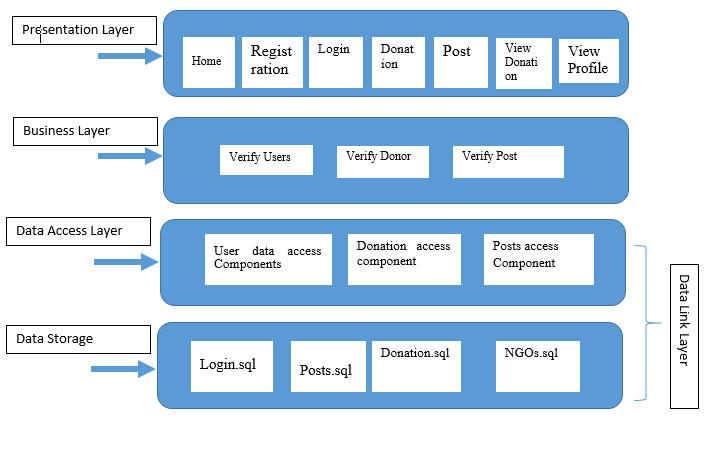 Presentation Layer
Home
Regist
ration
Login
Donat
ion
Post
View
Donati
on
View
Profile
Business Layer
Verify Users
Verify Donor
Verify Post
Data Access Layer
User data access
Components
Donation access
component
Posts access
Component
Data Link Layer
Data Storage
Login.sql
Posts.sql
Donation.sql
NGOs.sql